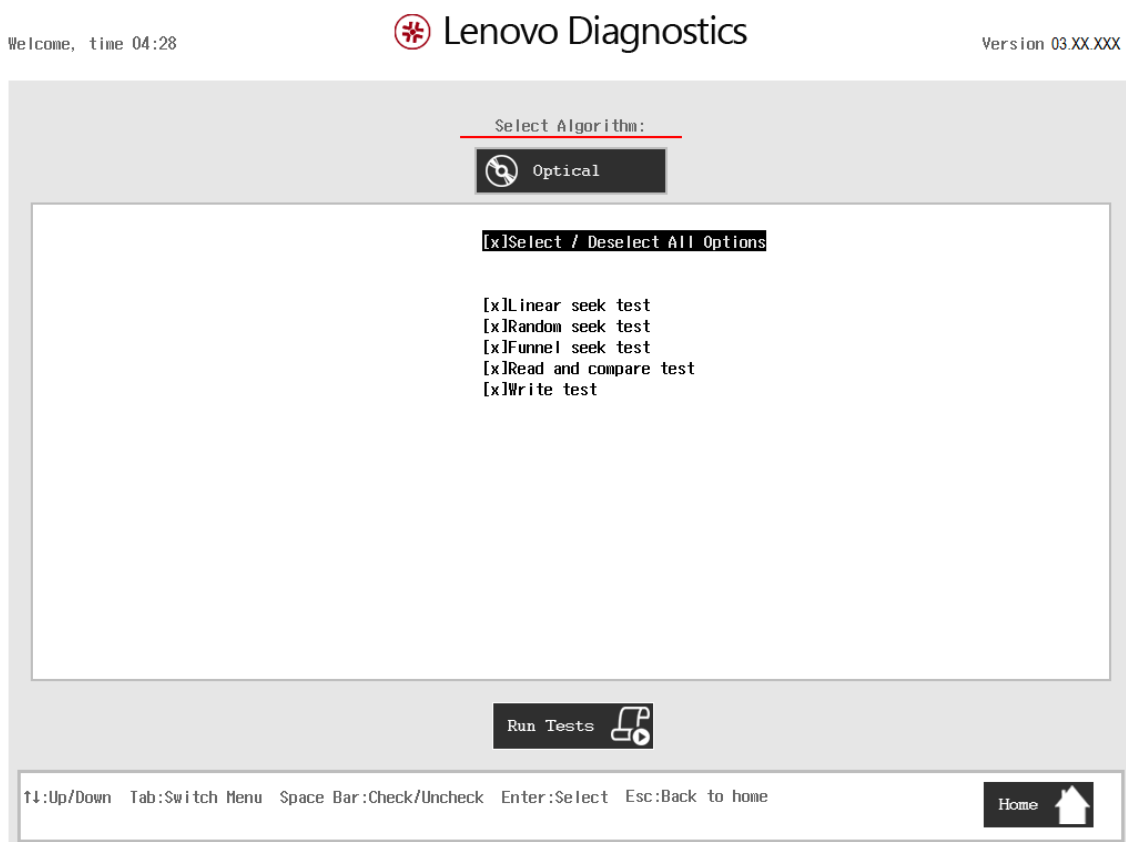 Welcome, time 04:28
Lenovo Diagnostics
Version 03.XX.XXX
Select Algorithm:
Optical
[x]Select / Deselect All Options
[x]Linear seek test
[x]Random seek test
[x]Funnel seek test
[x]Read and compare test
[x]Write test
Run Tests
↑↓:Up/Down Tab:Switch Menu Space Bar:Check/Uncheck Enter:Select Esc:Back to home
Home